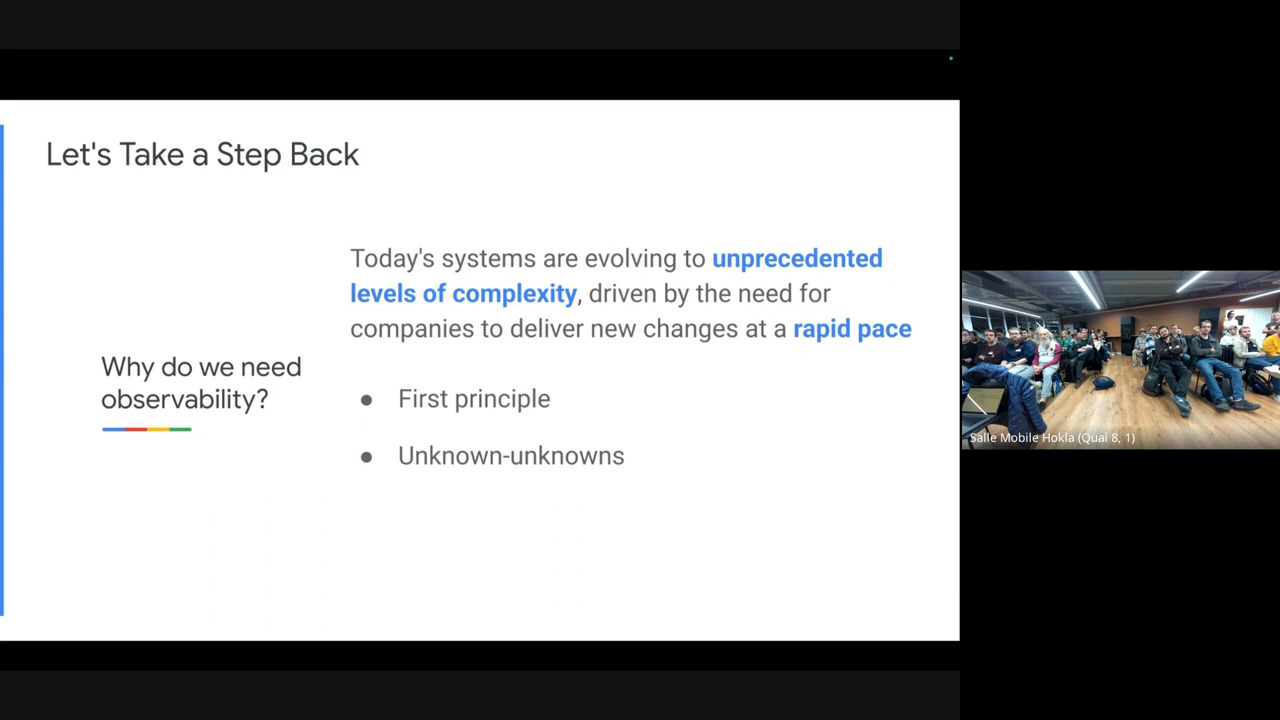 Let's Take a Step Back
Today's systems are evolving to unprecedented
levels of complexity, driven by the need for
companies to deliver new changes at a rapid pace
Why do we need
observability?
● First principle
● Unknown-unknowns
Salle Mobile Hokla (Quai 8, 1)